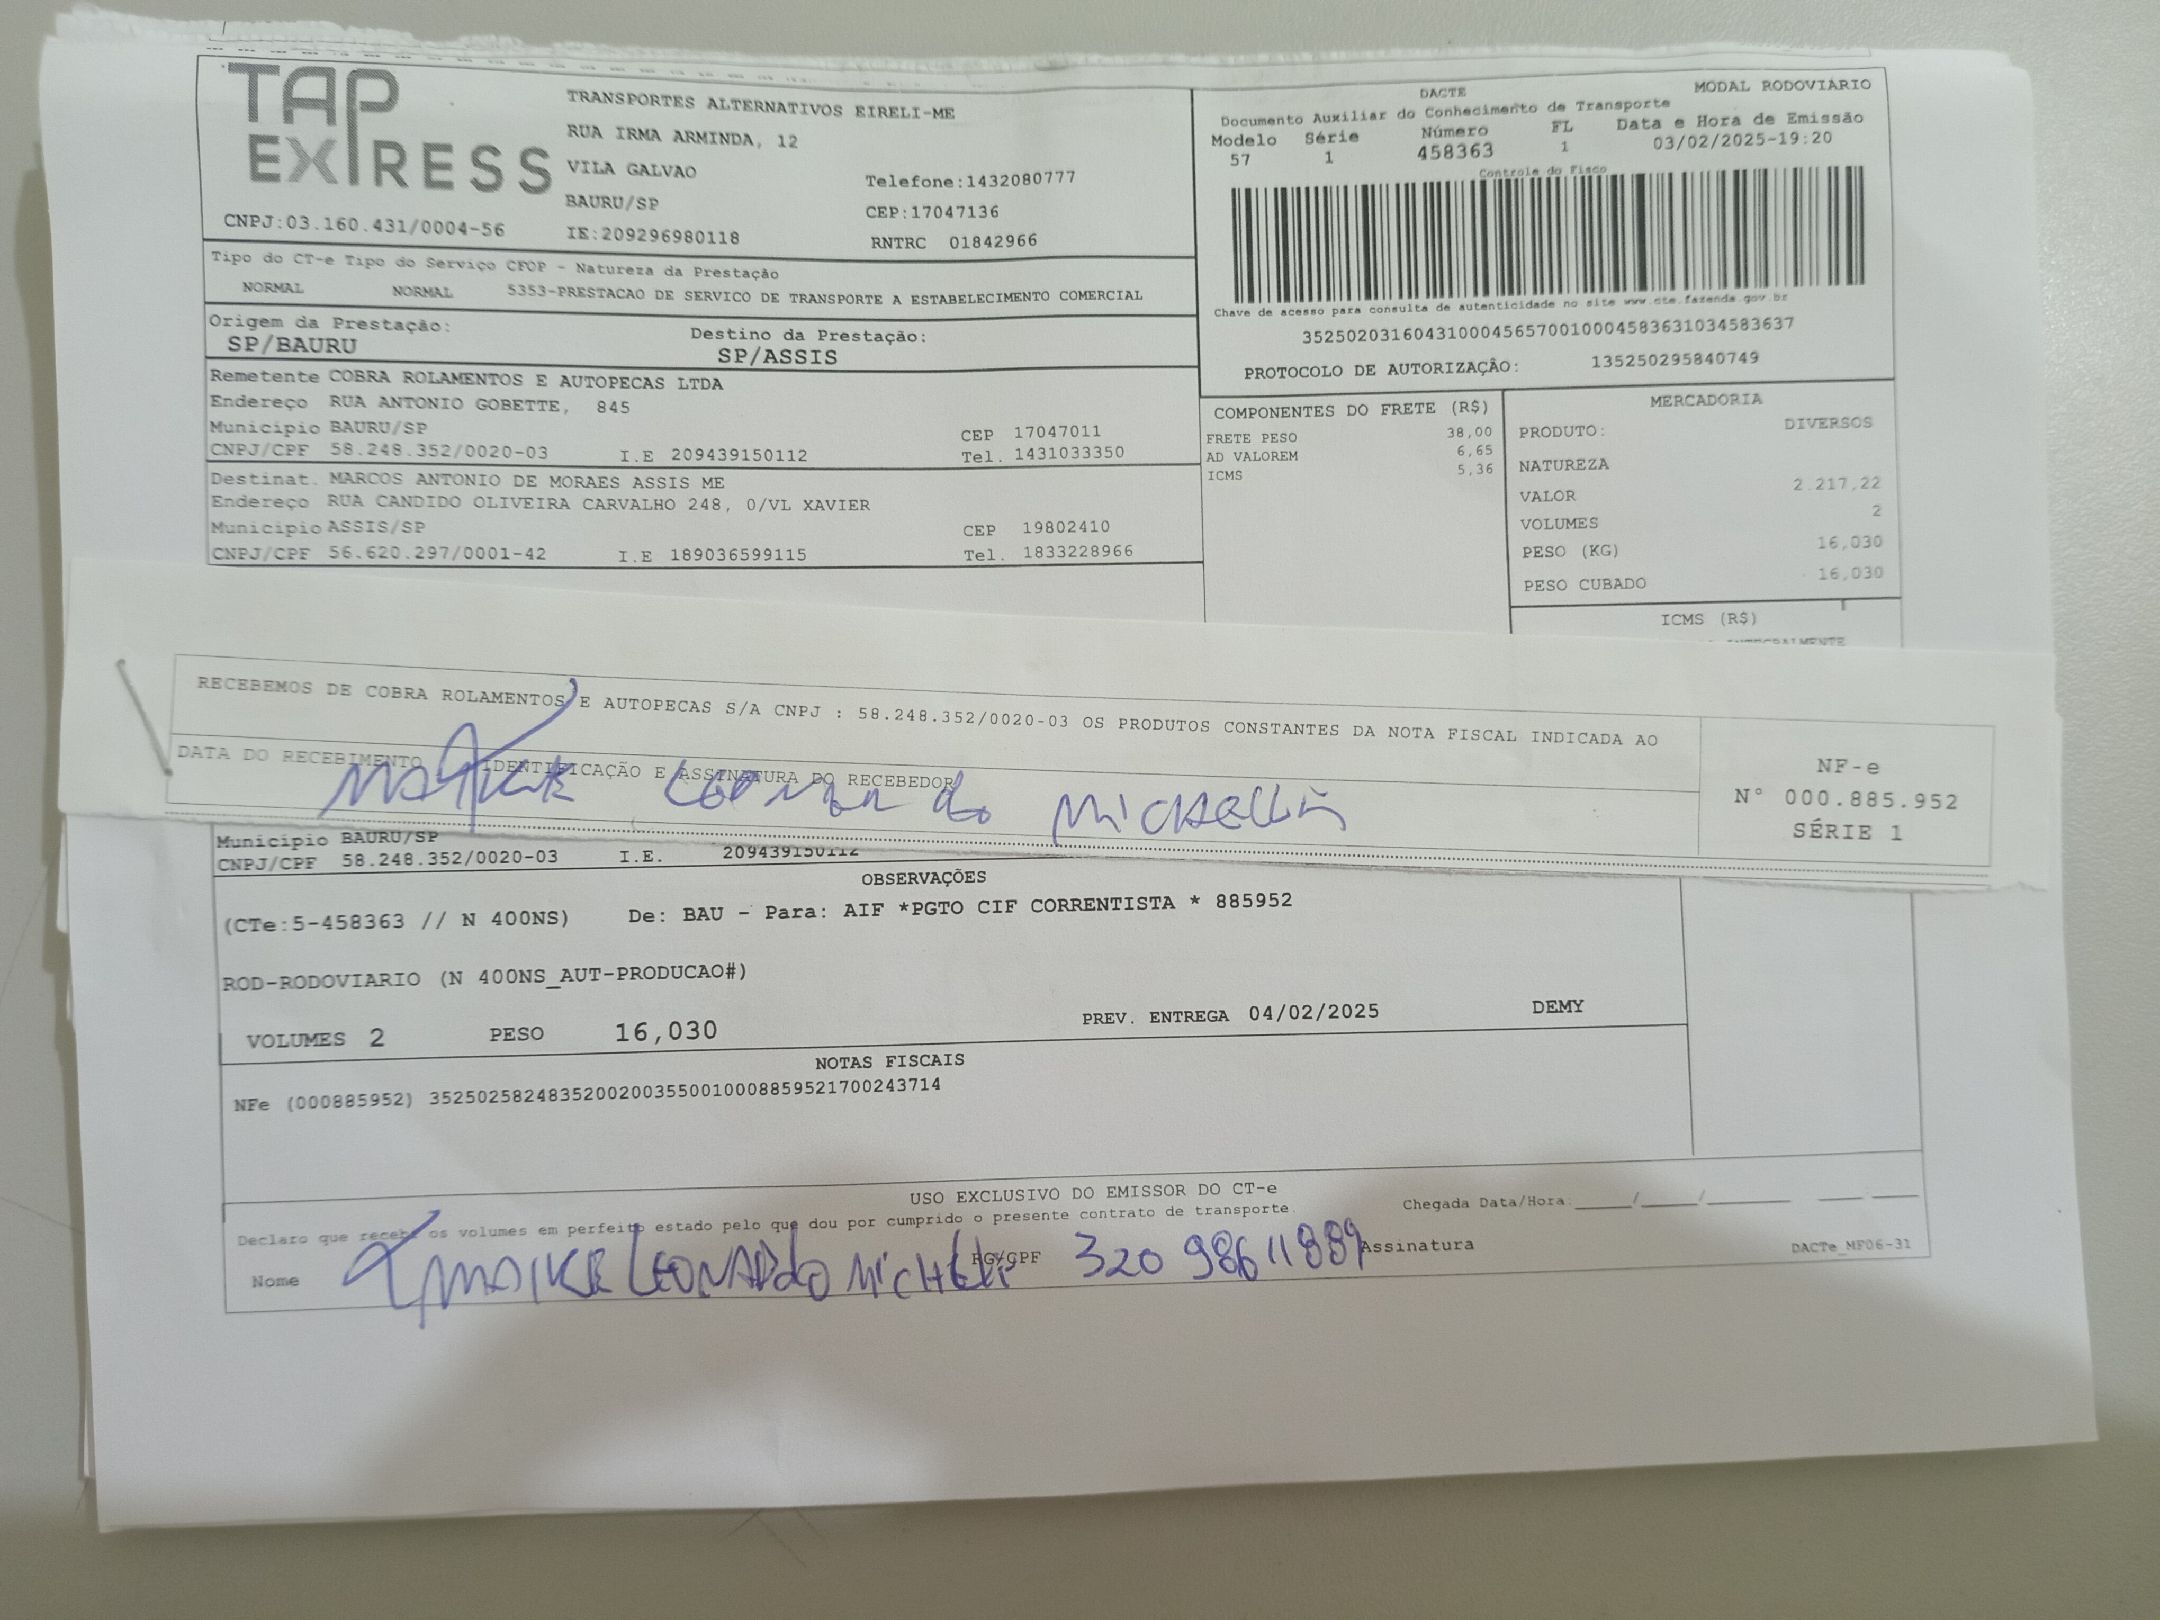 TAP EXPRESS
CNPJ:03.160.431/0004-56
TRANSPORTES ALTERNATIVOS EIRELI-ME
RUA IRMA ARMINDA, 12
VILA GALVAO
BAURU/SP
IE:209296980118
Telefone:1432080777
CEP:17047136
RNTRC 01842966
DACTE
MODAL RODOVIÁRIO
Documento Auxiliar do Conhecimento de Transporte
Modelo Série Número FL Data e Hora de Emissão
57 1 458363 1 03/02/2025-19:20
Controle do Fisco
Chave de acesso para consulta de autenticidade no site www.cte.fazenda.gov.br
35250203160431000456570010004583631034583637
PROTOCOLO DE AUTORIZAÇÃO: 135250295840749
Tipo do CT-e Tipo do Serviço CFOP - Natureza da Prestação
NORMAL NORMAL 5353-PRESTACAO DE SERVICO DE TRANSPORTE A ESTABELECIMENTO COMERCIAL
Origem da Prestação: Destino da Prestação:
SP/BAURU SP/ASSIS
Remetente COBRA ROLAMENTOS E AUTOPECAS LTDA
Endereço RUA ANTONIO GOBETTE, 845
Município BAURU/SP CEP 17047011
CNPJ/CPF 58.248.352/0020-03 I.E 209439150112 Tel. 1431033350
Destinat. MARCOS ANTONIO DE MORAES ASSIS ME
Endereço RUA CANDIDO OLIVEIRA CARVALHO 248, 0/VL XAVIER
Município ASSIS/SP CEP 19802410
CNPJ/CPF 56.620.297/0001-42 I.E 189036599115 Tel. 1833228966
COMPONENTES DO FRETE (R$)
FRETE PESO 38,00
AD VALOREM 6,65
ICMS 5,36
MERCADORIA
PRODUTO: DIVERSOS
NATUREZA
VALOR 2.217,22
VOLUMES 2
PESO (KG) 16,030
PESO CUBADO 16,030
ICMS (R$)
RECEBEMOS DE COBRA ROLAMENTOS E AUTOPECAS S/A CNPJ : 58.248.352/0020-03 OS PRODUTOS CONSTANTES DA NOTA FISCAL INDICADA AO
DATA DO RECEBIMENTO IDENTIFICAÇÃO E ASSINATURA DO RECEBEDOR
NF-e
N° 000.885.952
SÉRIE 1
Município BAURU/SP
CNPJ/CPF 58.248.352/0020-03 I.E. 209439150112
OBSERVAÇÕES
(CTe:5-458363 // N 400NS) De: BAU - Para: AIF *PGTO CIF CORRENTISTA * 885952
ROD-RODOVIARIO (N 400NS_AUT-PRODUCAO#)
VOLUMES 2 PESO 16,030 PREV. ENTREGA 04/02/2025 DEMY
NOTAS FISCAIS
NFe (000885952) 35250258248352002003550010008859521700243714
USO EXCLUSIVO DO EMISSOR DO CT-e
Declaro que recebi os volumes em perfeito estado pelo que dou por cumprido o presente contrato de transporte.
Chegada Data/Hora:____/____/______ ___ ___
Nome MAIKE LEONARDO MICHELI RG/CPF 320 986 11889 Assinatura
DACTe_MF06-31